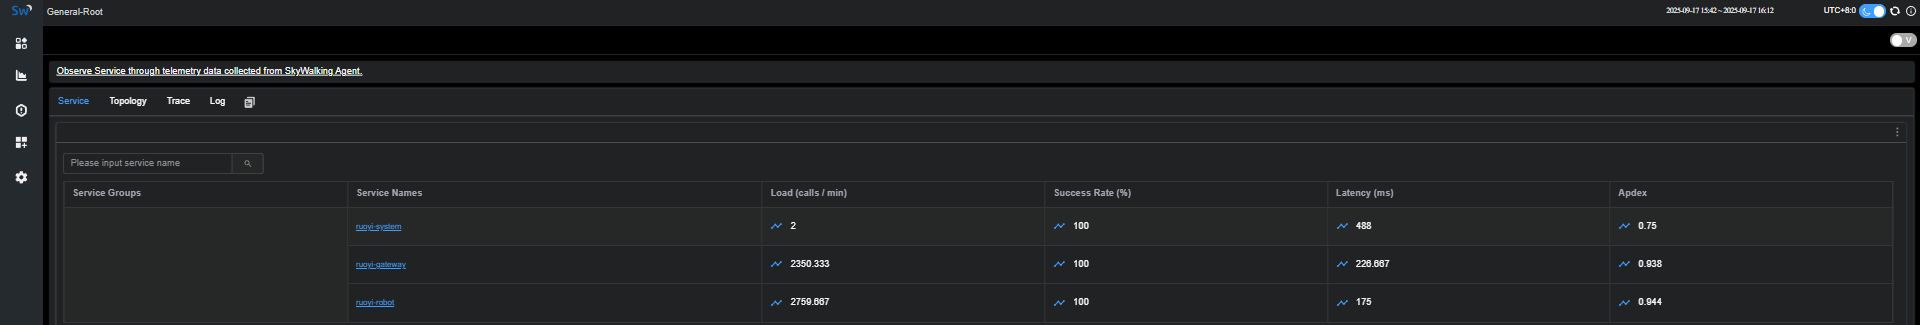 Sw
General-Root
2025-09-17 15:42 ~ 2025-09-17 16:12
UTC+8:0
V
Observe Service through telemetry data collected from SkyWalking Agent.
Service Topology Trace Log
Please input service name
Service Groups Service Names Load (calls / min) Success Rate (%) Latency (ms) Apdex
ruoyi-system 2 100 488 0.75
ruoyi-gateway 2350.333 100 226.667 0.938
ruoyi-robot 2759.667 100 175 0.944